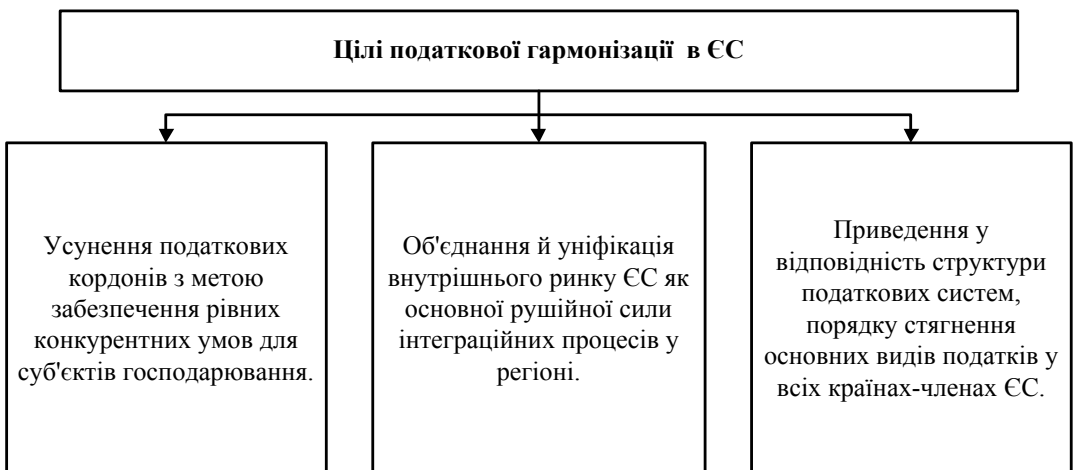 Цілі податкової гармонізації в ЄС
Усунення податкових
кордонів з метою
забезпечення рівних
конкурентних умов для
суб'єктів господарювання.
Об'єднання й уніфікація
внутрішнього ринку ЄС як
основної рушійної сили
інтеграційних процесів у
регіоні.
Приведення у
відповідність структури
податкових систем,
порядку стягнення
основних видів податків у
всіх країнах-членах ЄС.